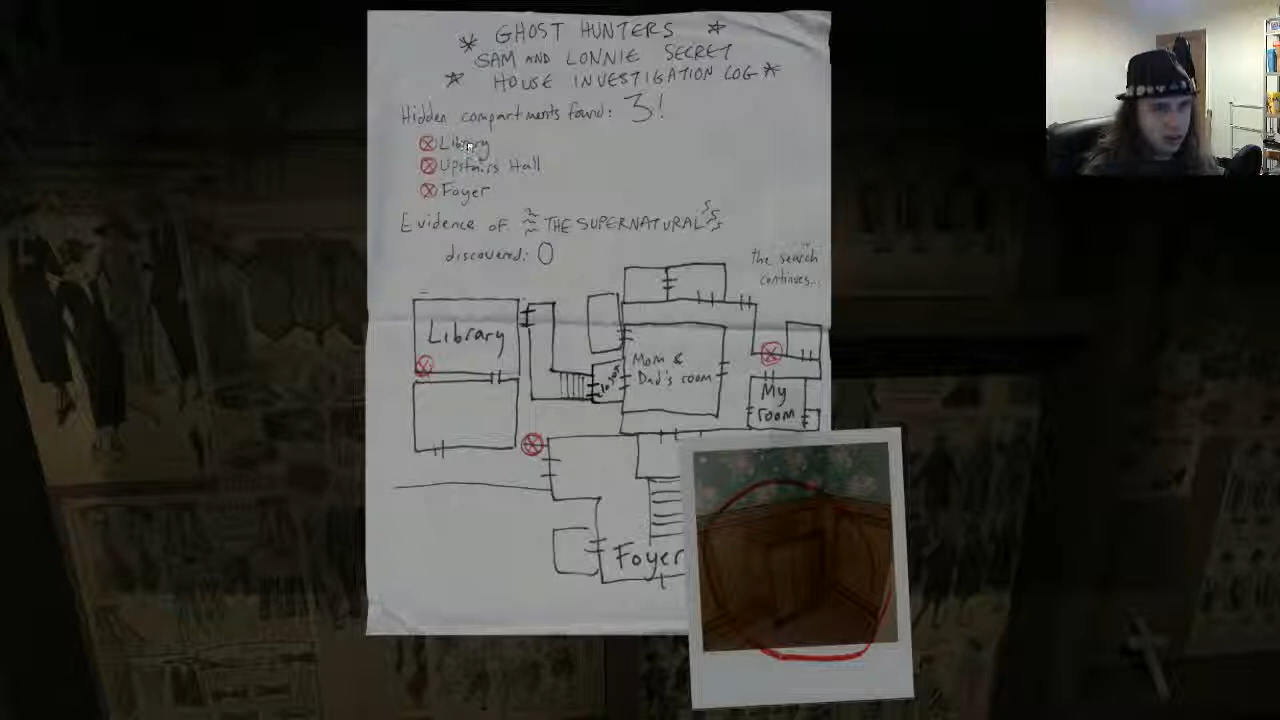 GHOST HUNTERS
SAM AND LONNIE SECRET
HOUSE INVESTIGATION LOG
Hidden compartments found: 3!
Library
Upstairs Hall
Foyer
Evidence of THE SUPERNATURAL
discovered: 0
the search
continues...
Library
Mom &
Dad's room
My
room
Foyer